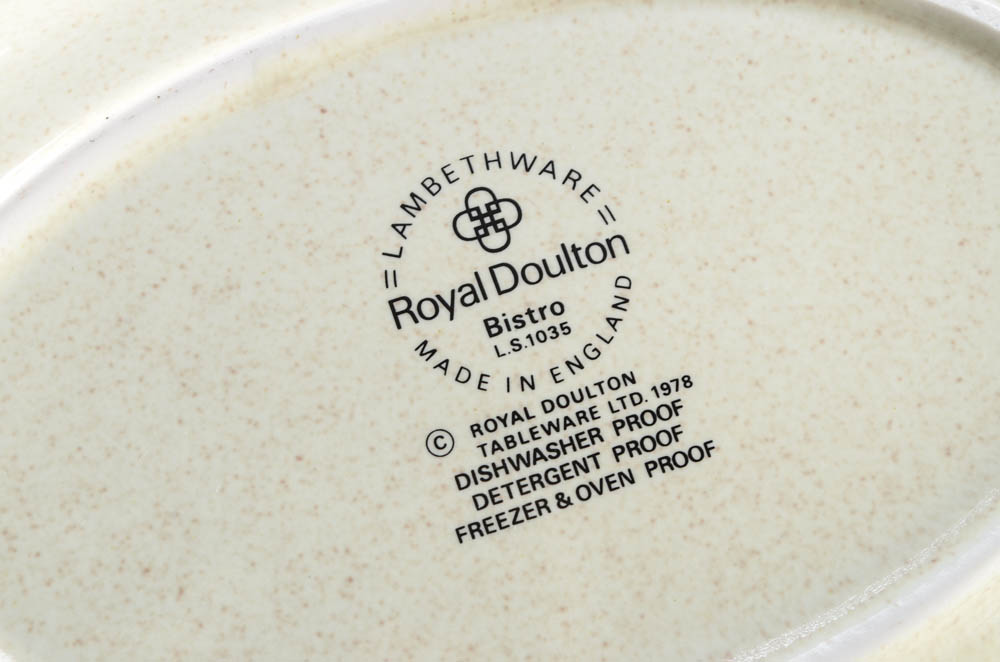 =LAMBETHWARE=
Royal Doulton
Bistro
L.S.1035
MADE IN ENGLAND
© ROYAL DOULTON
TABLEWARE LTD. 1978
DISHWASHER PROOF
DETERGENT PROOF
FREEZER & OVEN PROOF